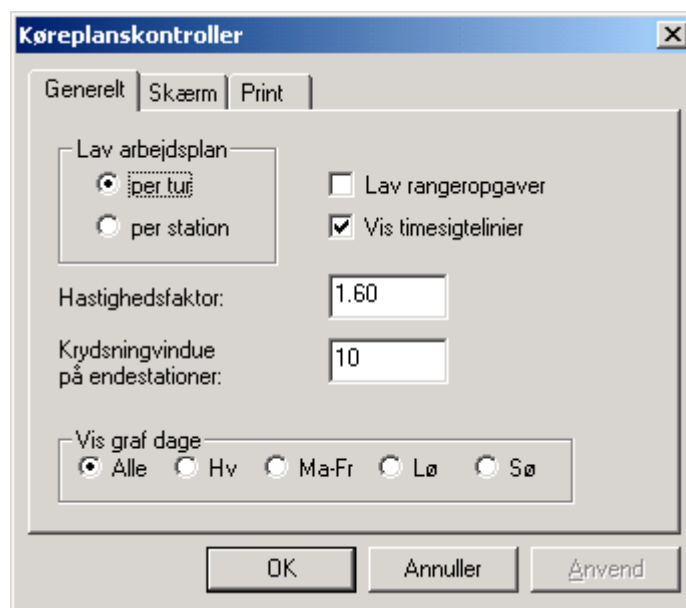 Køreplanskontroller
Generelt Skærm Print
Lav arbejdsplan
per tur
per station
Lav rangeropgaver
Vis timesigtelinier
Hastighedsfaktor: 1.60
Krydsningvindue
på endestationer: 10
Vis graf dage
Alle Hv Ma-Fr Lø Sø
OK Annuller Anvend